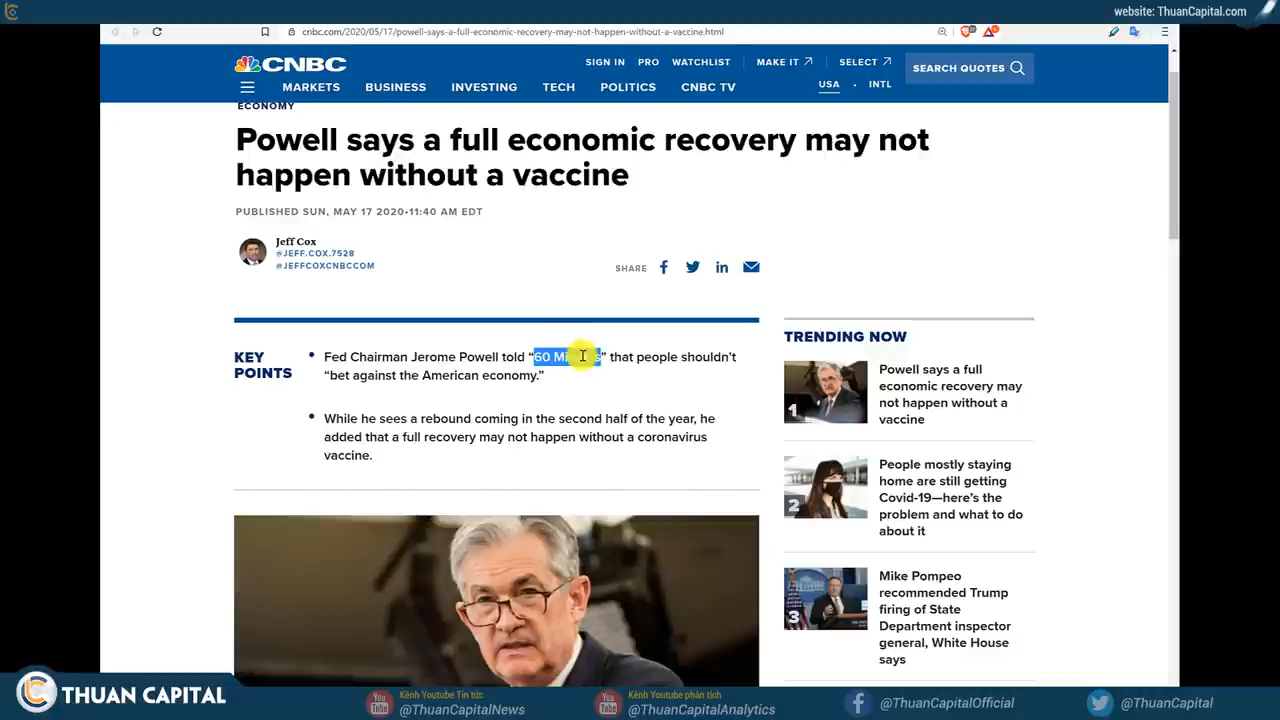 website: ThuanCapital.com
cnbc.com/2020/05/17/powell-says-a-full-economic-recovery-may-not-happen-without-a-vaccine.html
CNBC
SIGN IN PRO WATCHLIST MAKE IT SELECT
SEARCH QUOTES
USA · INTL
MARKETS BUSINESS INVESTING TECH POLITICS CNBC TV
ECONOMY
Powell says a full economic recovery may not
happen without a vaccine
PUBLISHED SUN, MAY 17 2020•11:40 AM EDT
Jeff Cox
@JEFF.COX.7528
@JEFFCOXCNBCCOM
SHARE
KEY
POINTS
• Fed Chairman Jerome Powell told “60 ” that people shouldn’t
“bet against the American economy.”
• While he sees a rebound coming in the second half of the year, he
added that a full recovery may not happen without a coronavirus
vaccine.
TRENDING NOW
1
Powell says a full
economic recovery may
not happen without a
vaccine
2
People mostly staying
home are still getting
Covid-19—here’s the
problem and what to do
about it
3
Mike Pompeo
recommended Trump
firing of State
Department inspector
general, White House
says
THUAN CAPITAL
Kênh Youtube Tin tức
@ThuanCapitalNews
Kênh Youtube phân tích
@ThuanCapitalAnalytics
@ThuanCapitalOfficial
@ThuanCapital